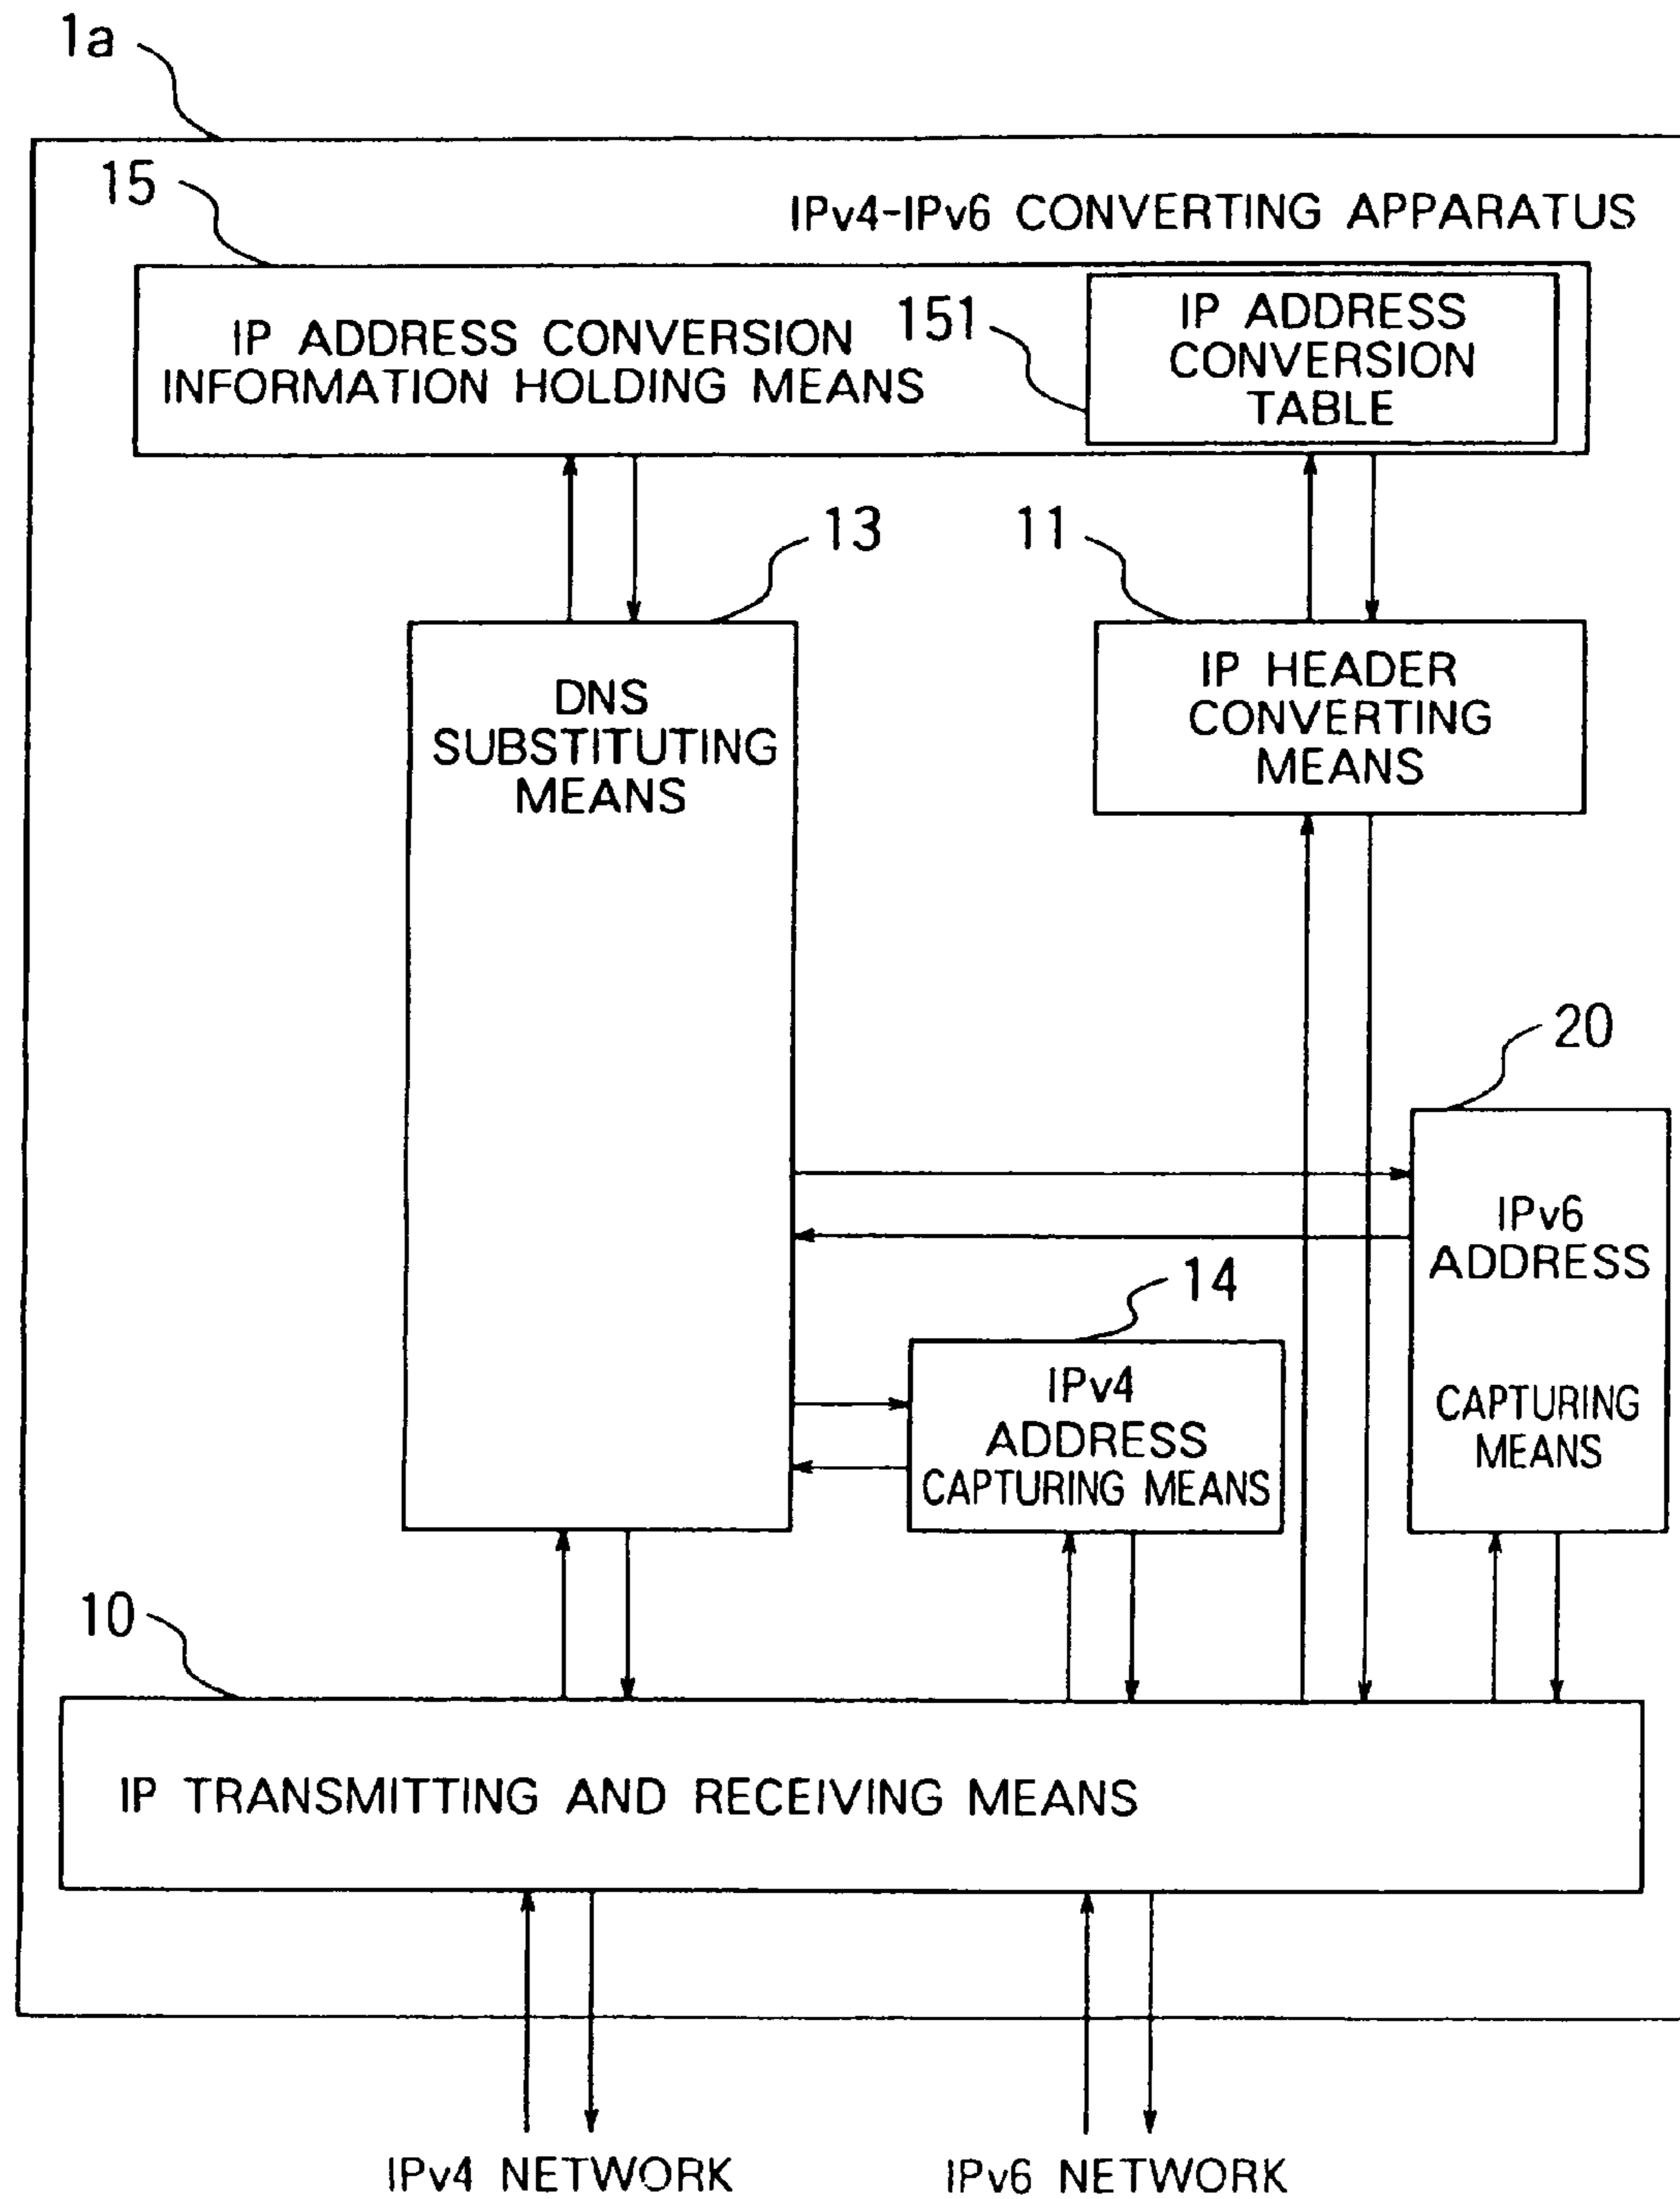 1a
15
IPv4-IPv6 CONVERTING APPARATUS
IP ADDRESS CONVERSION
INFORMATION HOLDING MEANS
151
IP ADDRESS
CONVERSION
TABLE
13
11
DNS
SUBSTITUTING
MEANS
IP HEADER
CONVERTING
MEANS
20
IPv6
ADDRESS
CAPTURING
MEANS
14
IPv4
ADDRESS
CAPTURING MEANS
10
IP TRANSMITTING AND RECEIVING MEANS
IPv4 NETWORK
IPv6 NETWORK